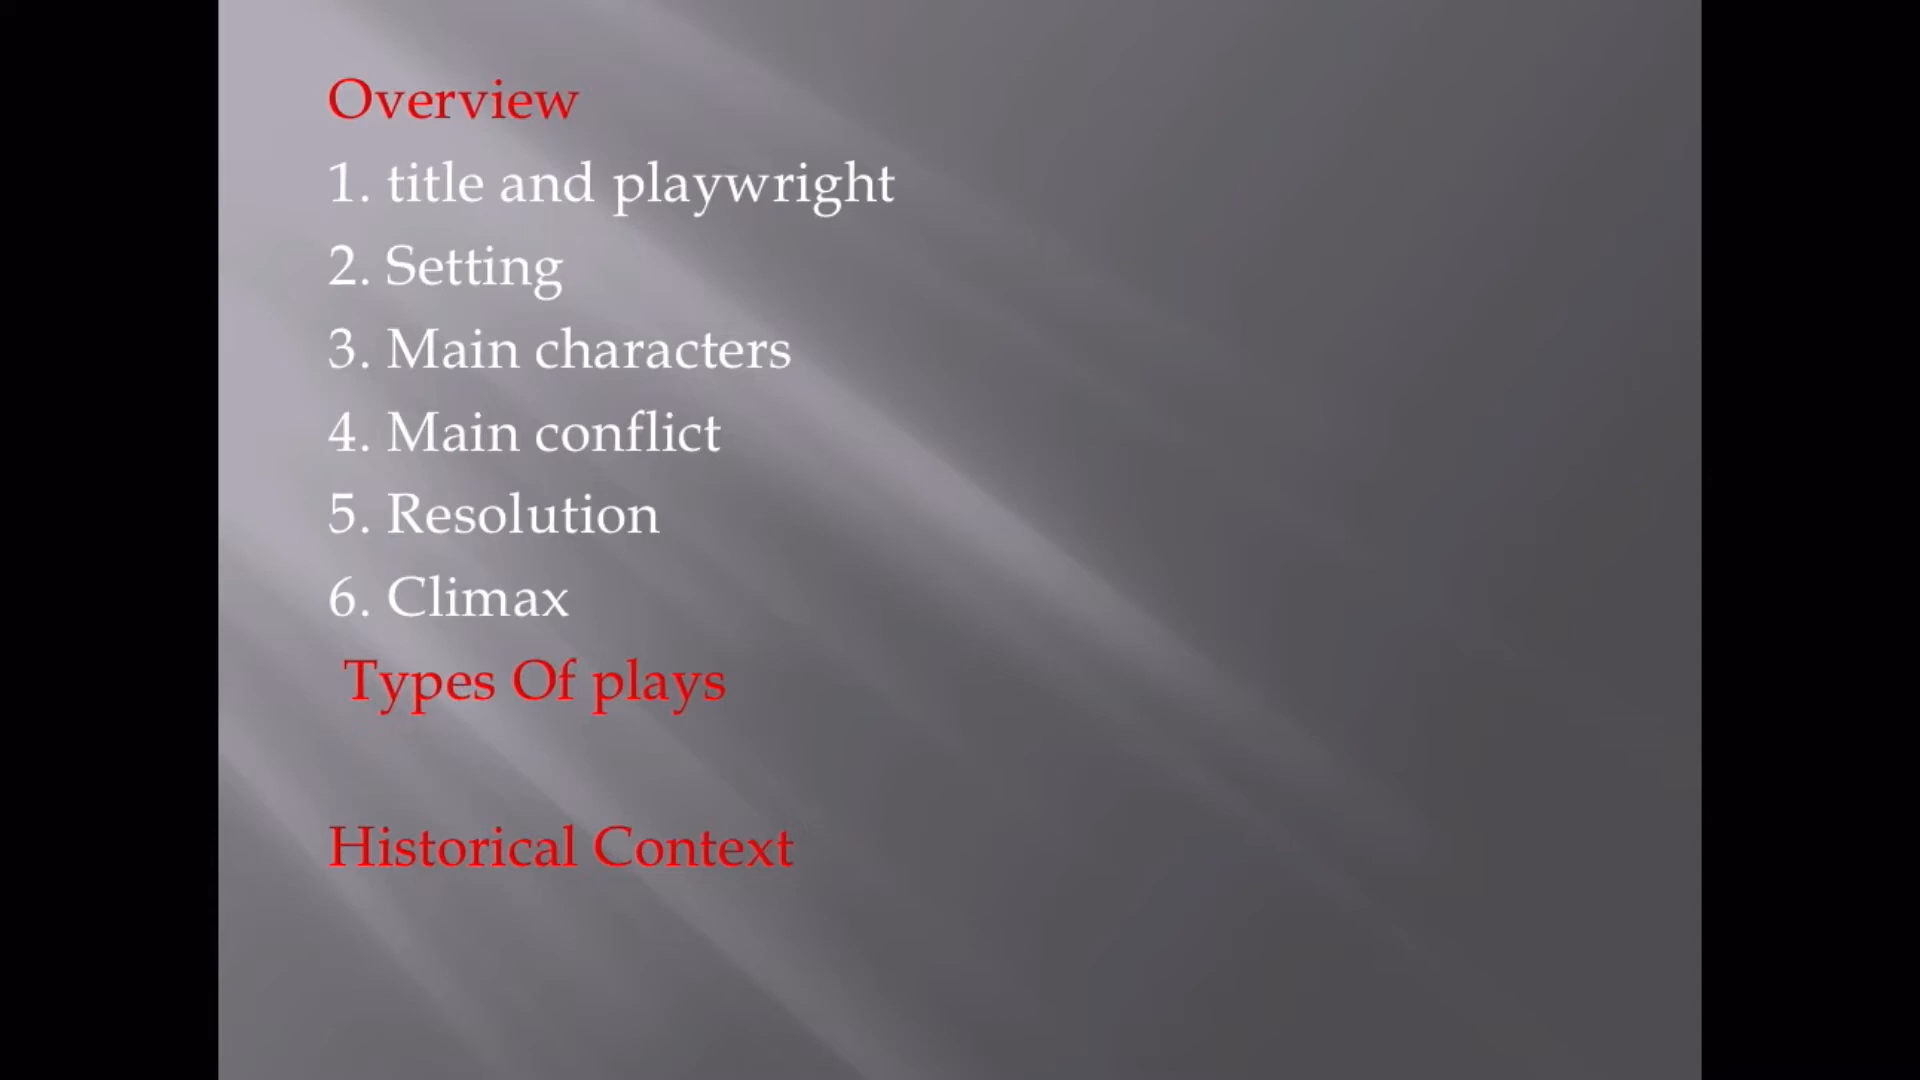 Overview
1. title and playwright
2. Setting
3. Main characters
4. Main conflict
5. Resolution
6. Climax
Types Of plays
Historical Context